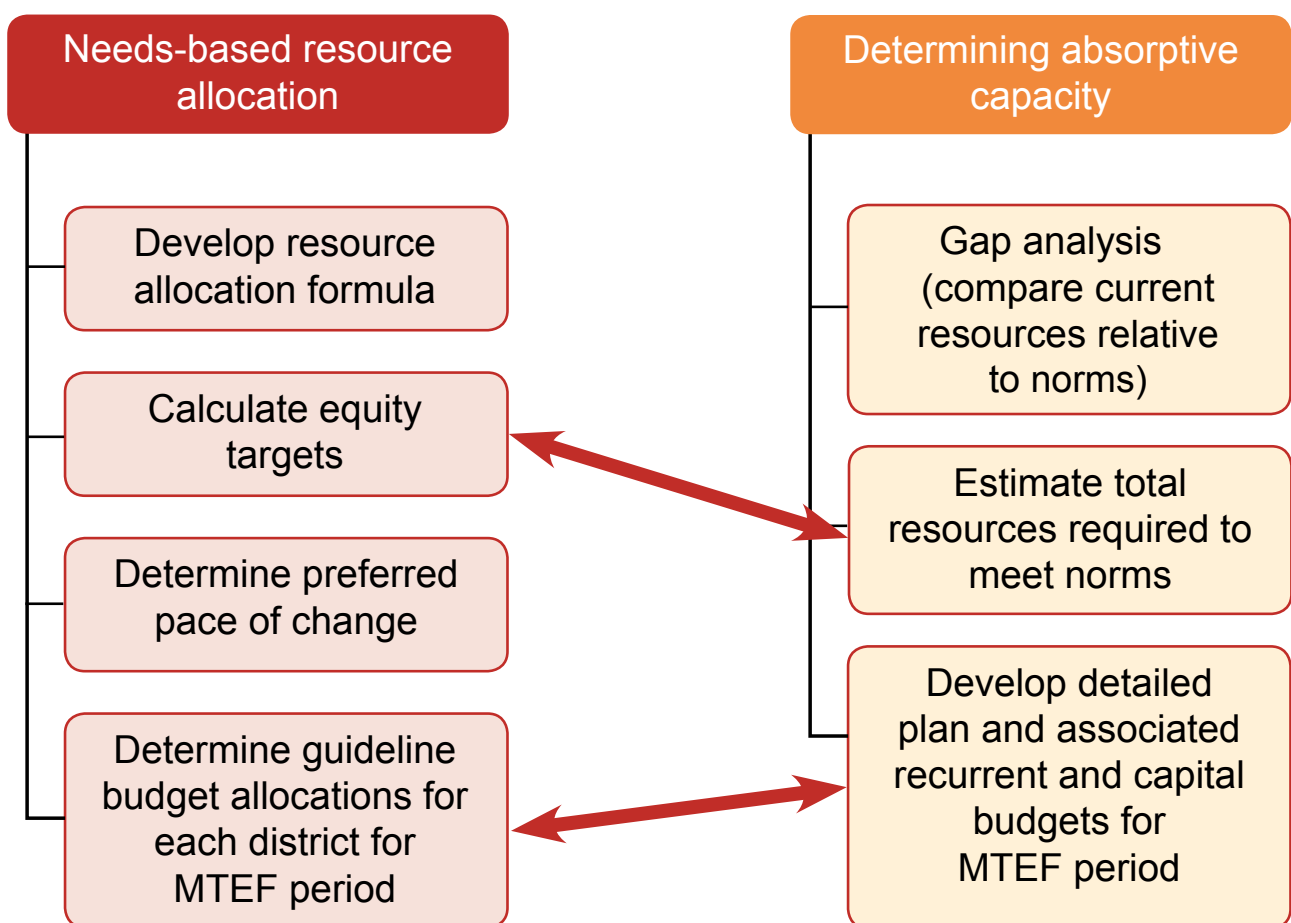 Needs-based resource
allocation
Develop resource
allocation formula
Calculate equity
targets
Determine preferred
pace of change
Determine guideline
budget allocations for
each district for
MTEF period
Determining absorptive
capacity
Gap analysis
(compare current
resources relative
to norms)
Estimate total
resources required to
meet norms
Develop detailed
plan and associated
recurrent and capital
budgets for
MTEF period